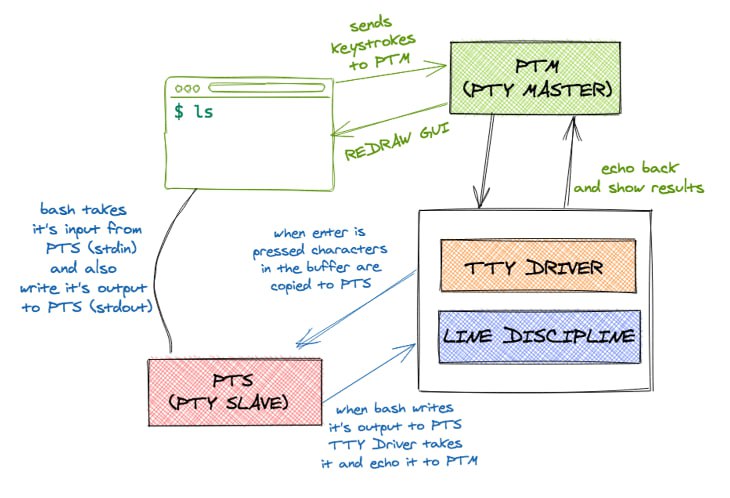 sends
keystrokes
to PTM
PTM
(PTY MASTER)
$ ls
REDRAW GUI
echo back
and show results
bash takes
it's input from
PTS (stdin)
and also
write it's output
to PTS (stdout)
when enter is
pressed characters
in the buffer are
copied to PTS
TTY DRIVER
LINE DISCIPLINE
PTS
(PTY SLAVE)
when bash writes
it's output to PTS
TTY Driver takes
it and echo it to PTM